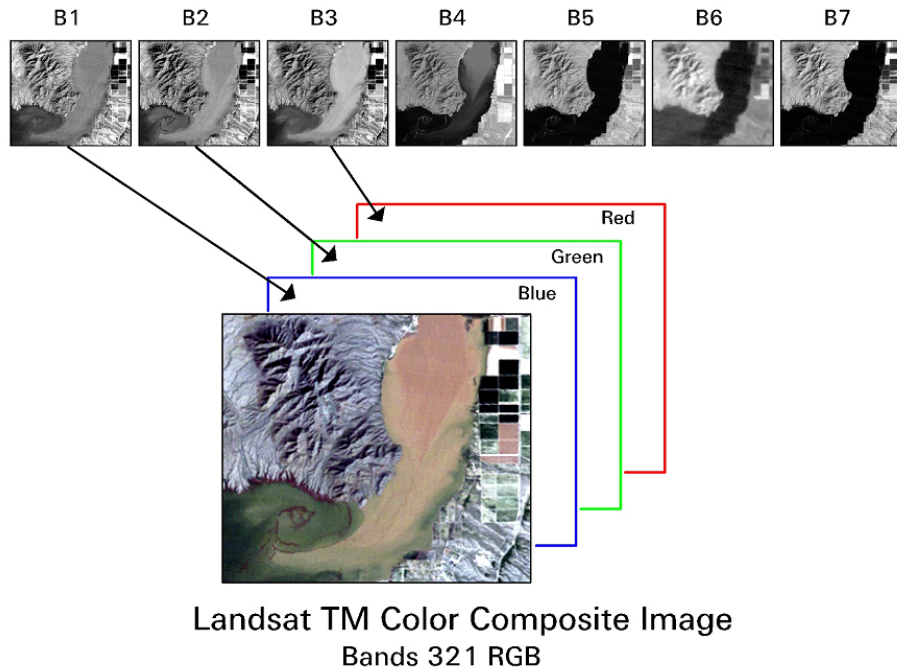 B1 B2 B3 B4 B5 B6 B7
Red
Green
Blue
Landsat TM Color Composite Image
Bands 321 RGB